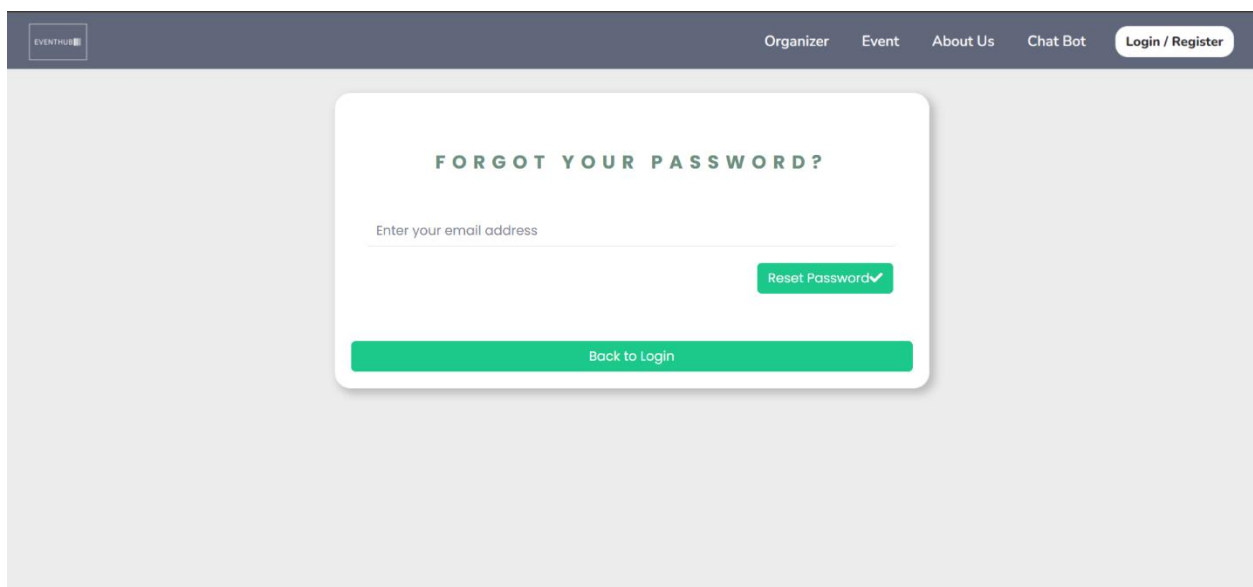 EVENTHUB
Organizer Event About Us Chat Bot Login / Register
FORGOT YOUR PASSWORD?
Enter your email address
Reset Password
Back to Login